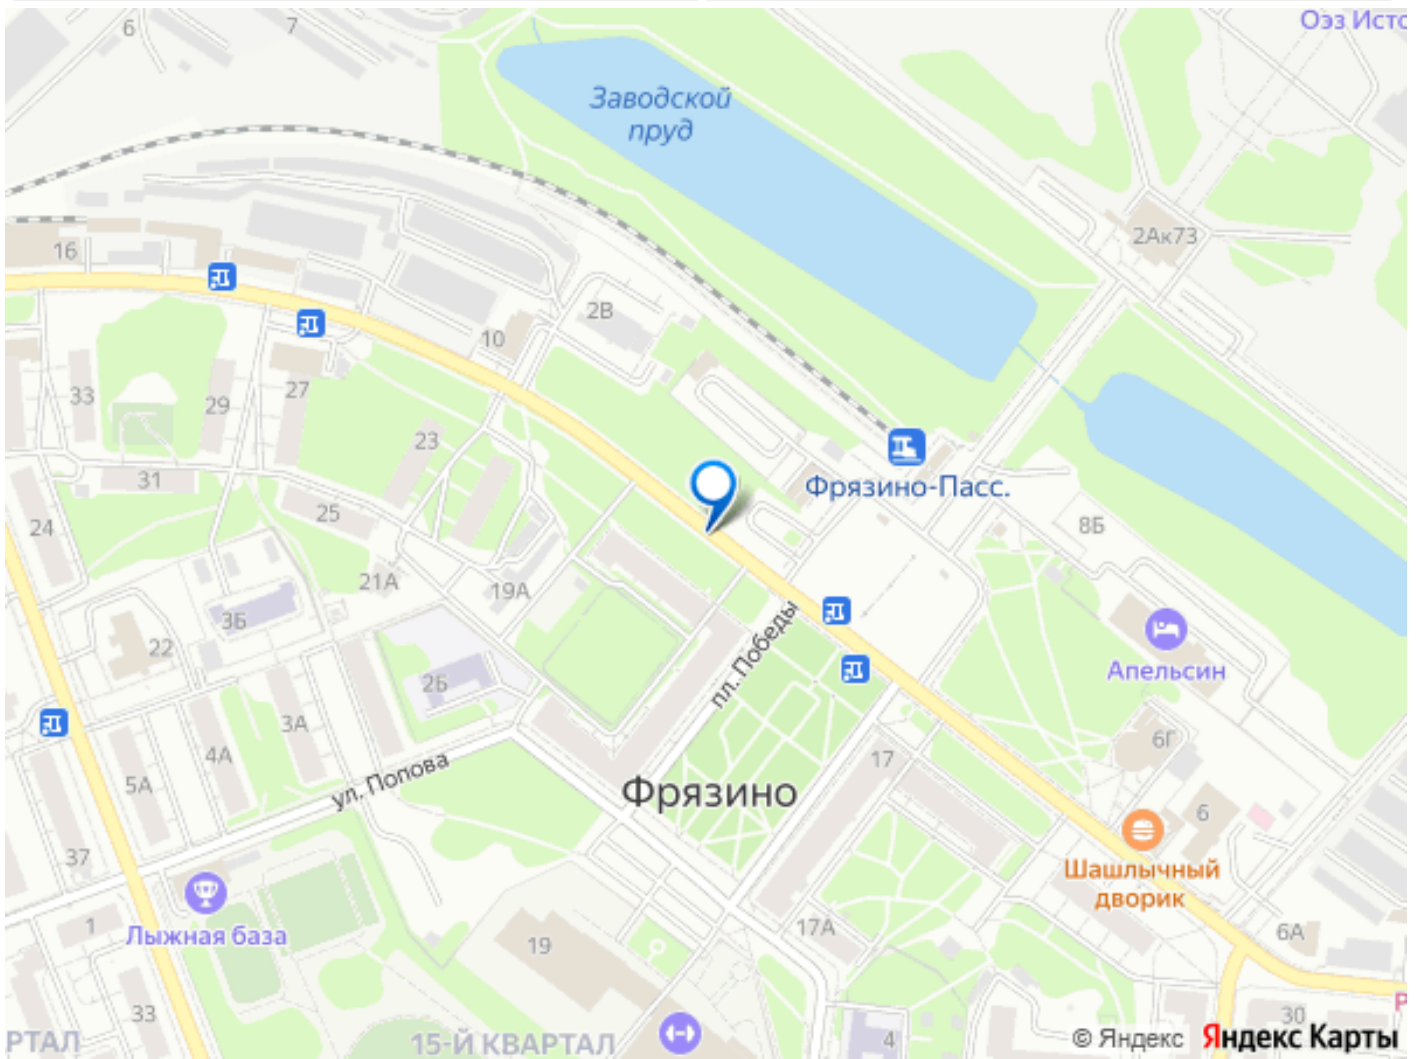 Оэз Исто
6
7
Заводской
пруд
2Ак73
16
2В
10
33
29
27
23
31
25
24
Фрязино-Пасс.
8Б
21А
19А
3Б
22
пл. Победы
Апельсин
2Б
3А
4А
5А
6Г
17
ул. Попова
Фрязино
6
37
Шашлычный
дворик
Лыжная база
1
17А
6А
19
33
30
Р
РТАЛ
15-Й КВАРТАЛ
4
© Яндекс Яндекс Карты